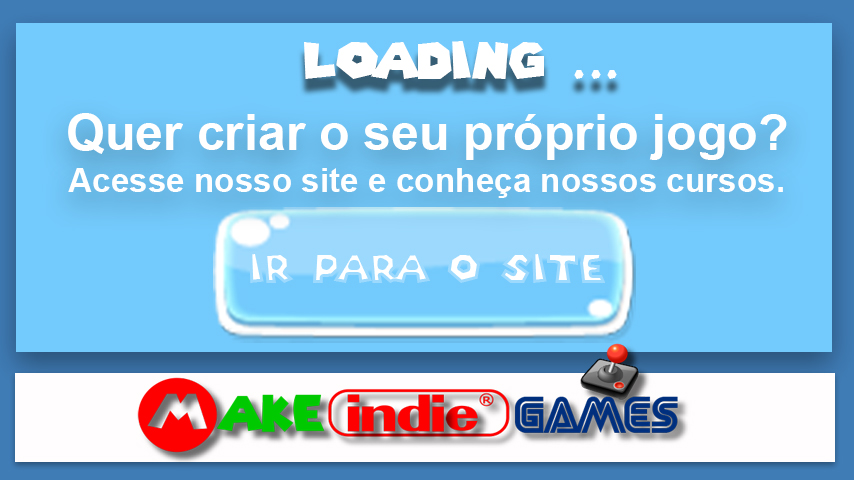 LOADING ...
Quer criar o seu próprio jogo?
Acesse nosso site e conheça nossos cursos.
IR PARA O SITE
MAKE indie® GAMES